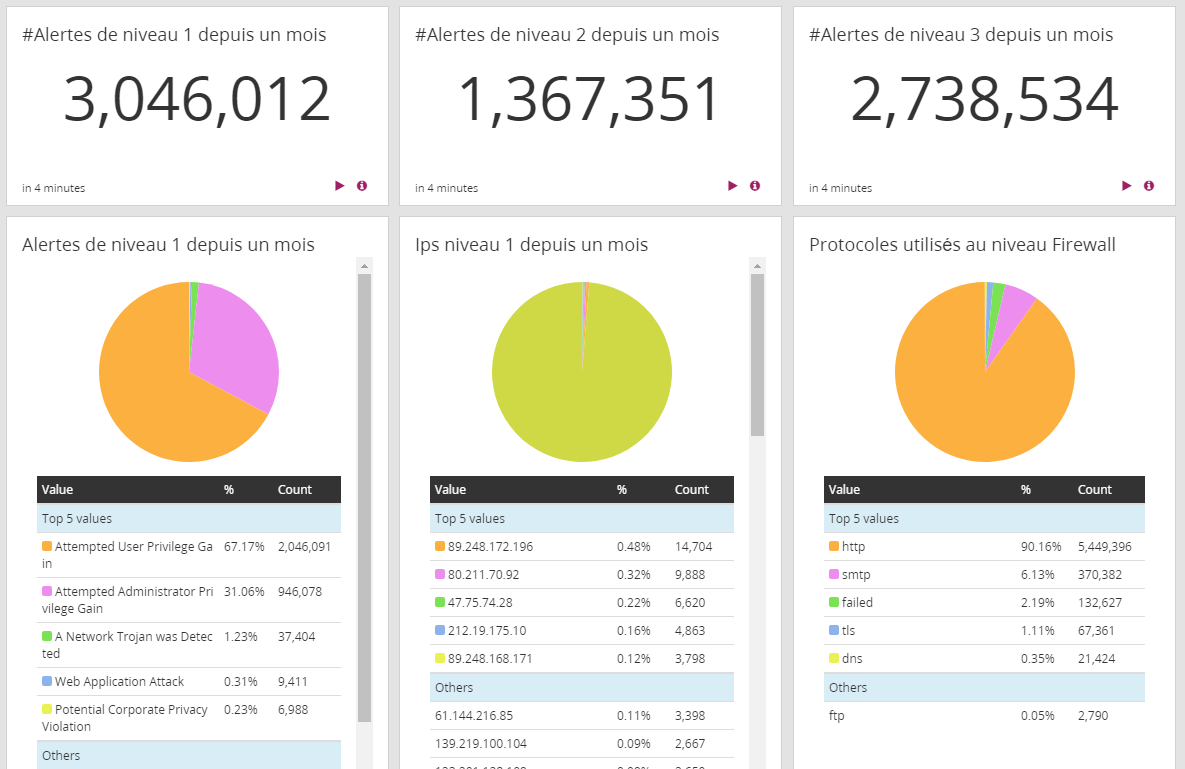 #Alertes de niveau 1 depuis un mois
3,046,012
in 4 minutes
#Alertes de niveau 2 depuis un mois
1,367,351
in 4 minutes
#Alertes de niveau 3 depuis un mois
2,738,534
in 4 minutes
Alertes de niveau 1 depuis un mois
Value % Count
Top 5 values
Attempted User Privilege Ga 67.17% 2,046,091
in
Attempted Administrator Pri 31.06% 946,078
vilege Gain
A Network Trojan was Detec 1.23% 37,404
ted
Web Application Attack 0.31% 9,411
Potential Corporate Privacy 0.23% 6,988
Violation
Others
Ips niveau 1 depuis un mois
Value % Count
Top 5 values
89.248.172.196 0.48% 14,704
80.211.70.92 0.32% 9,888
47.75.74.28 0.22% 6,620
212.19.175.10 0.16% 4,863
89.248.168.171 0.12% 3,798
Others
61.144.216.85 0.11% 3,398
139.219.100.104 0.09% 2,667
Protocoles utilisés au niveau Firewall
Value % Count
Top 5 values
http 90.16% 5,449,396
smtp 6.13% 370,382
failed 2.19% 132,627
tls 1.11% 67,361
dns 0.35% 21,424
Others
ftp 0.05% 2,790